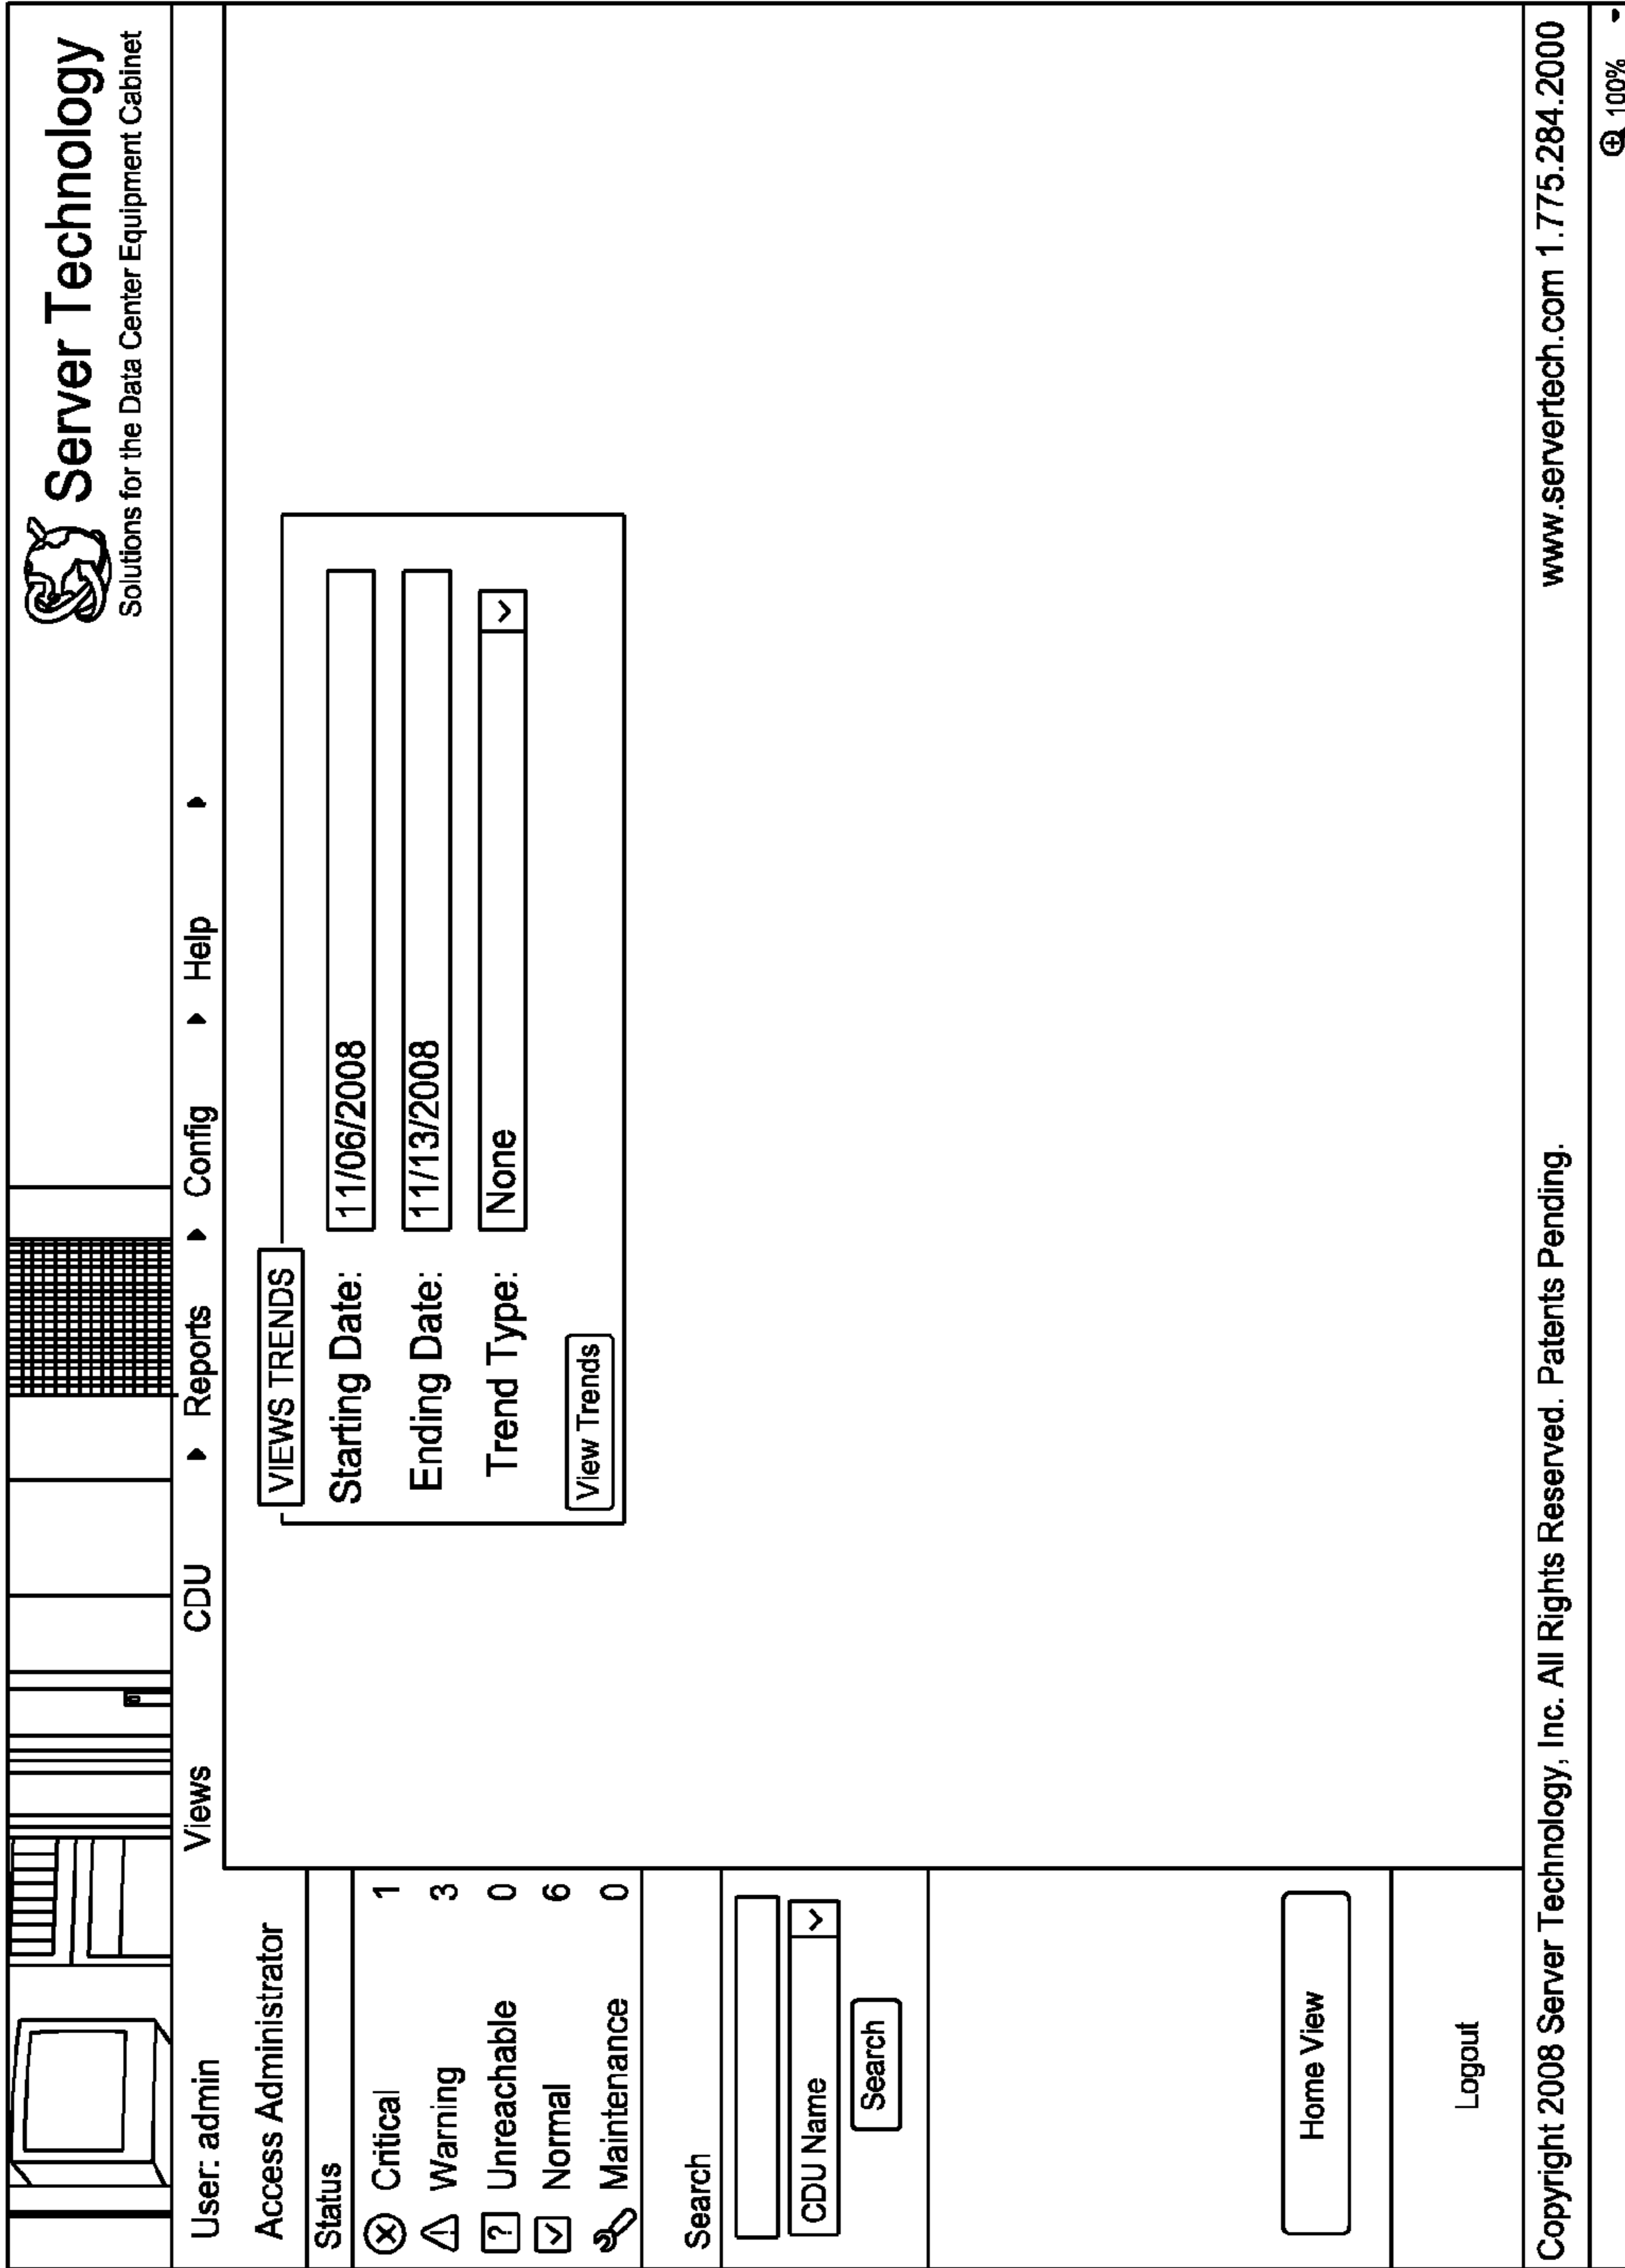 Server Technology
Solutions for the Data Center Equipment Cabinet
User: admin
Views CDU Reports Config Help
Access Administrator
Status
Critical 1
Warning 3
? Unreachable 0
Normal 6
Maintenance 0
Search
CDU Name
Search
Home View
Logout
VIEWS TRENDS
Starting Date: 11/06/2008
Ending Date: 11/13/2008
Trend Type: None
View Trends
Copyright 2008 Server Technology, Inc. All Rights Reserved. Patents Pending. www.servertech.com 1.775.284.2000
100%